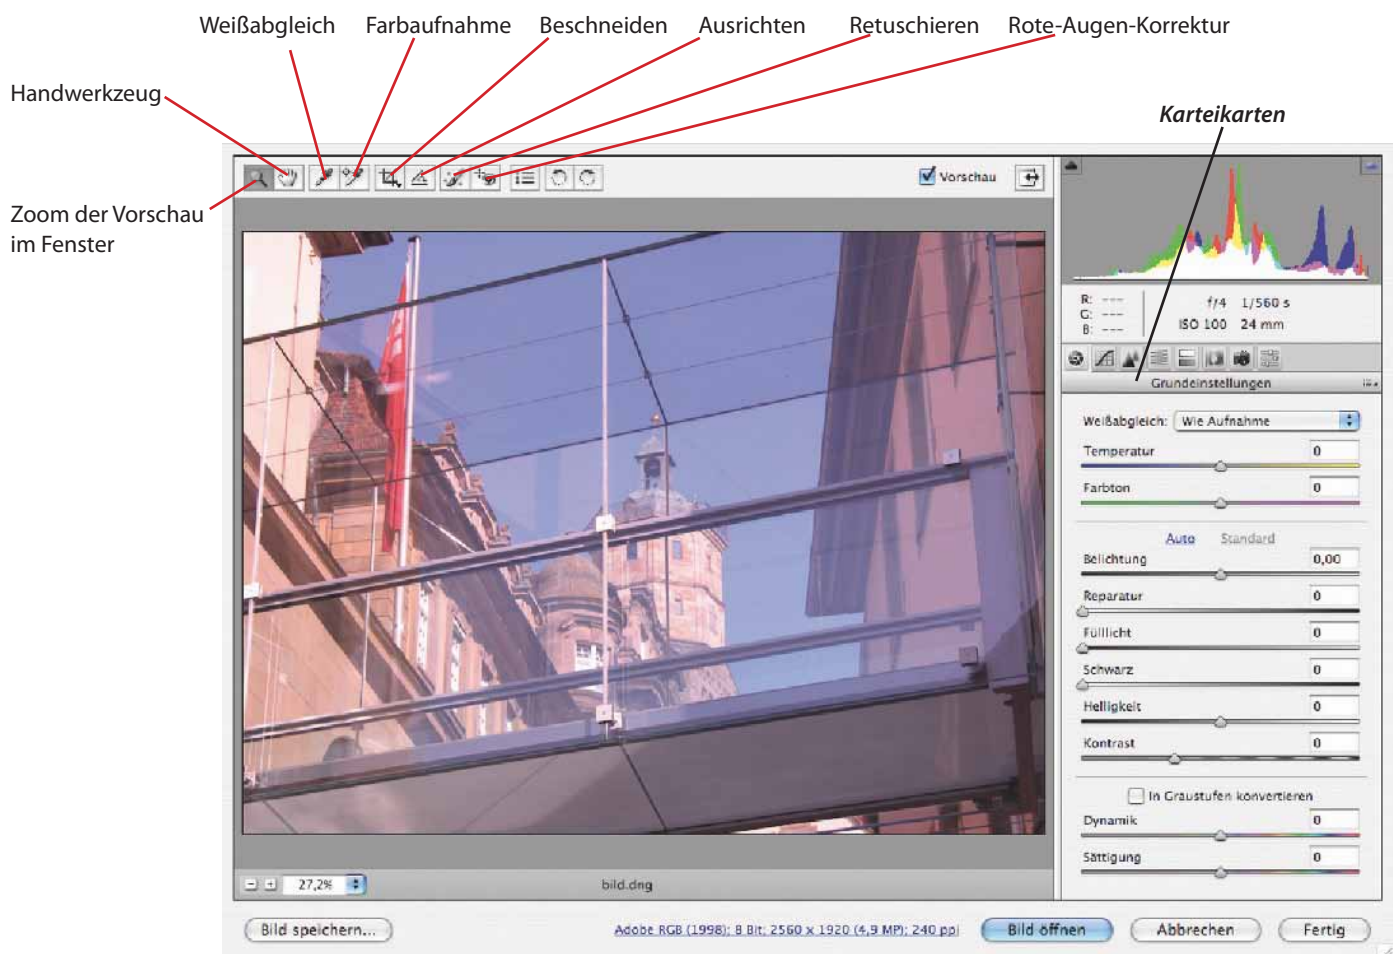 Weißabgleich Farbaufnahme Beschneiden Ausrichten Retuschieren Rote-Augen-Korrektur
Handwerkzeug
Karteikarten
Zoom der Vorschau
im Fenster
Vorschau
R: --- f/4 1/560 s
G: ---
B: --- ISO 100 24 mm
Grundeinstellungen
Weißabgleich: Wie Aufnahme
Temperatur 0
Farbton 0
Auto Standard
Belichtung 0,00
Reparatur 0
Fülllicht 0
Schwarz 0
Helligkeit 0
Kontrast 0
In Graustufen konvertieren
Dynamik 0
Sättigung 0
27,2% bild.dng
Bild speichern... Adobe RGB (1998); 8 Bit; 2560 x 1920 (4,9 MP); 240 ppi Bild öffnen Abbrechen Fertig